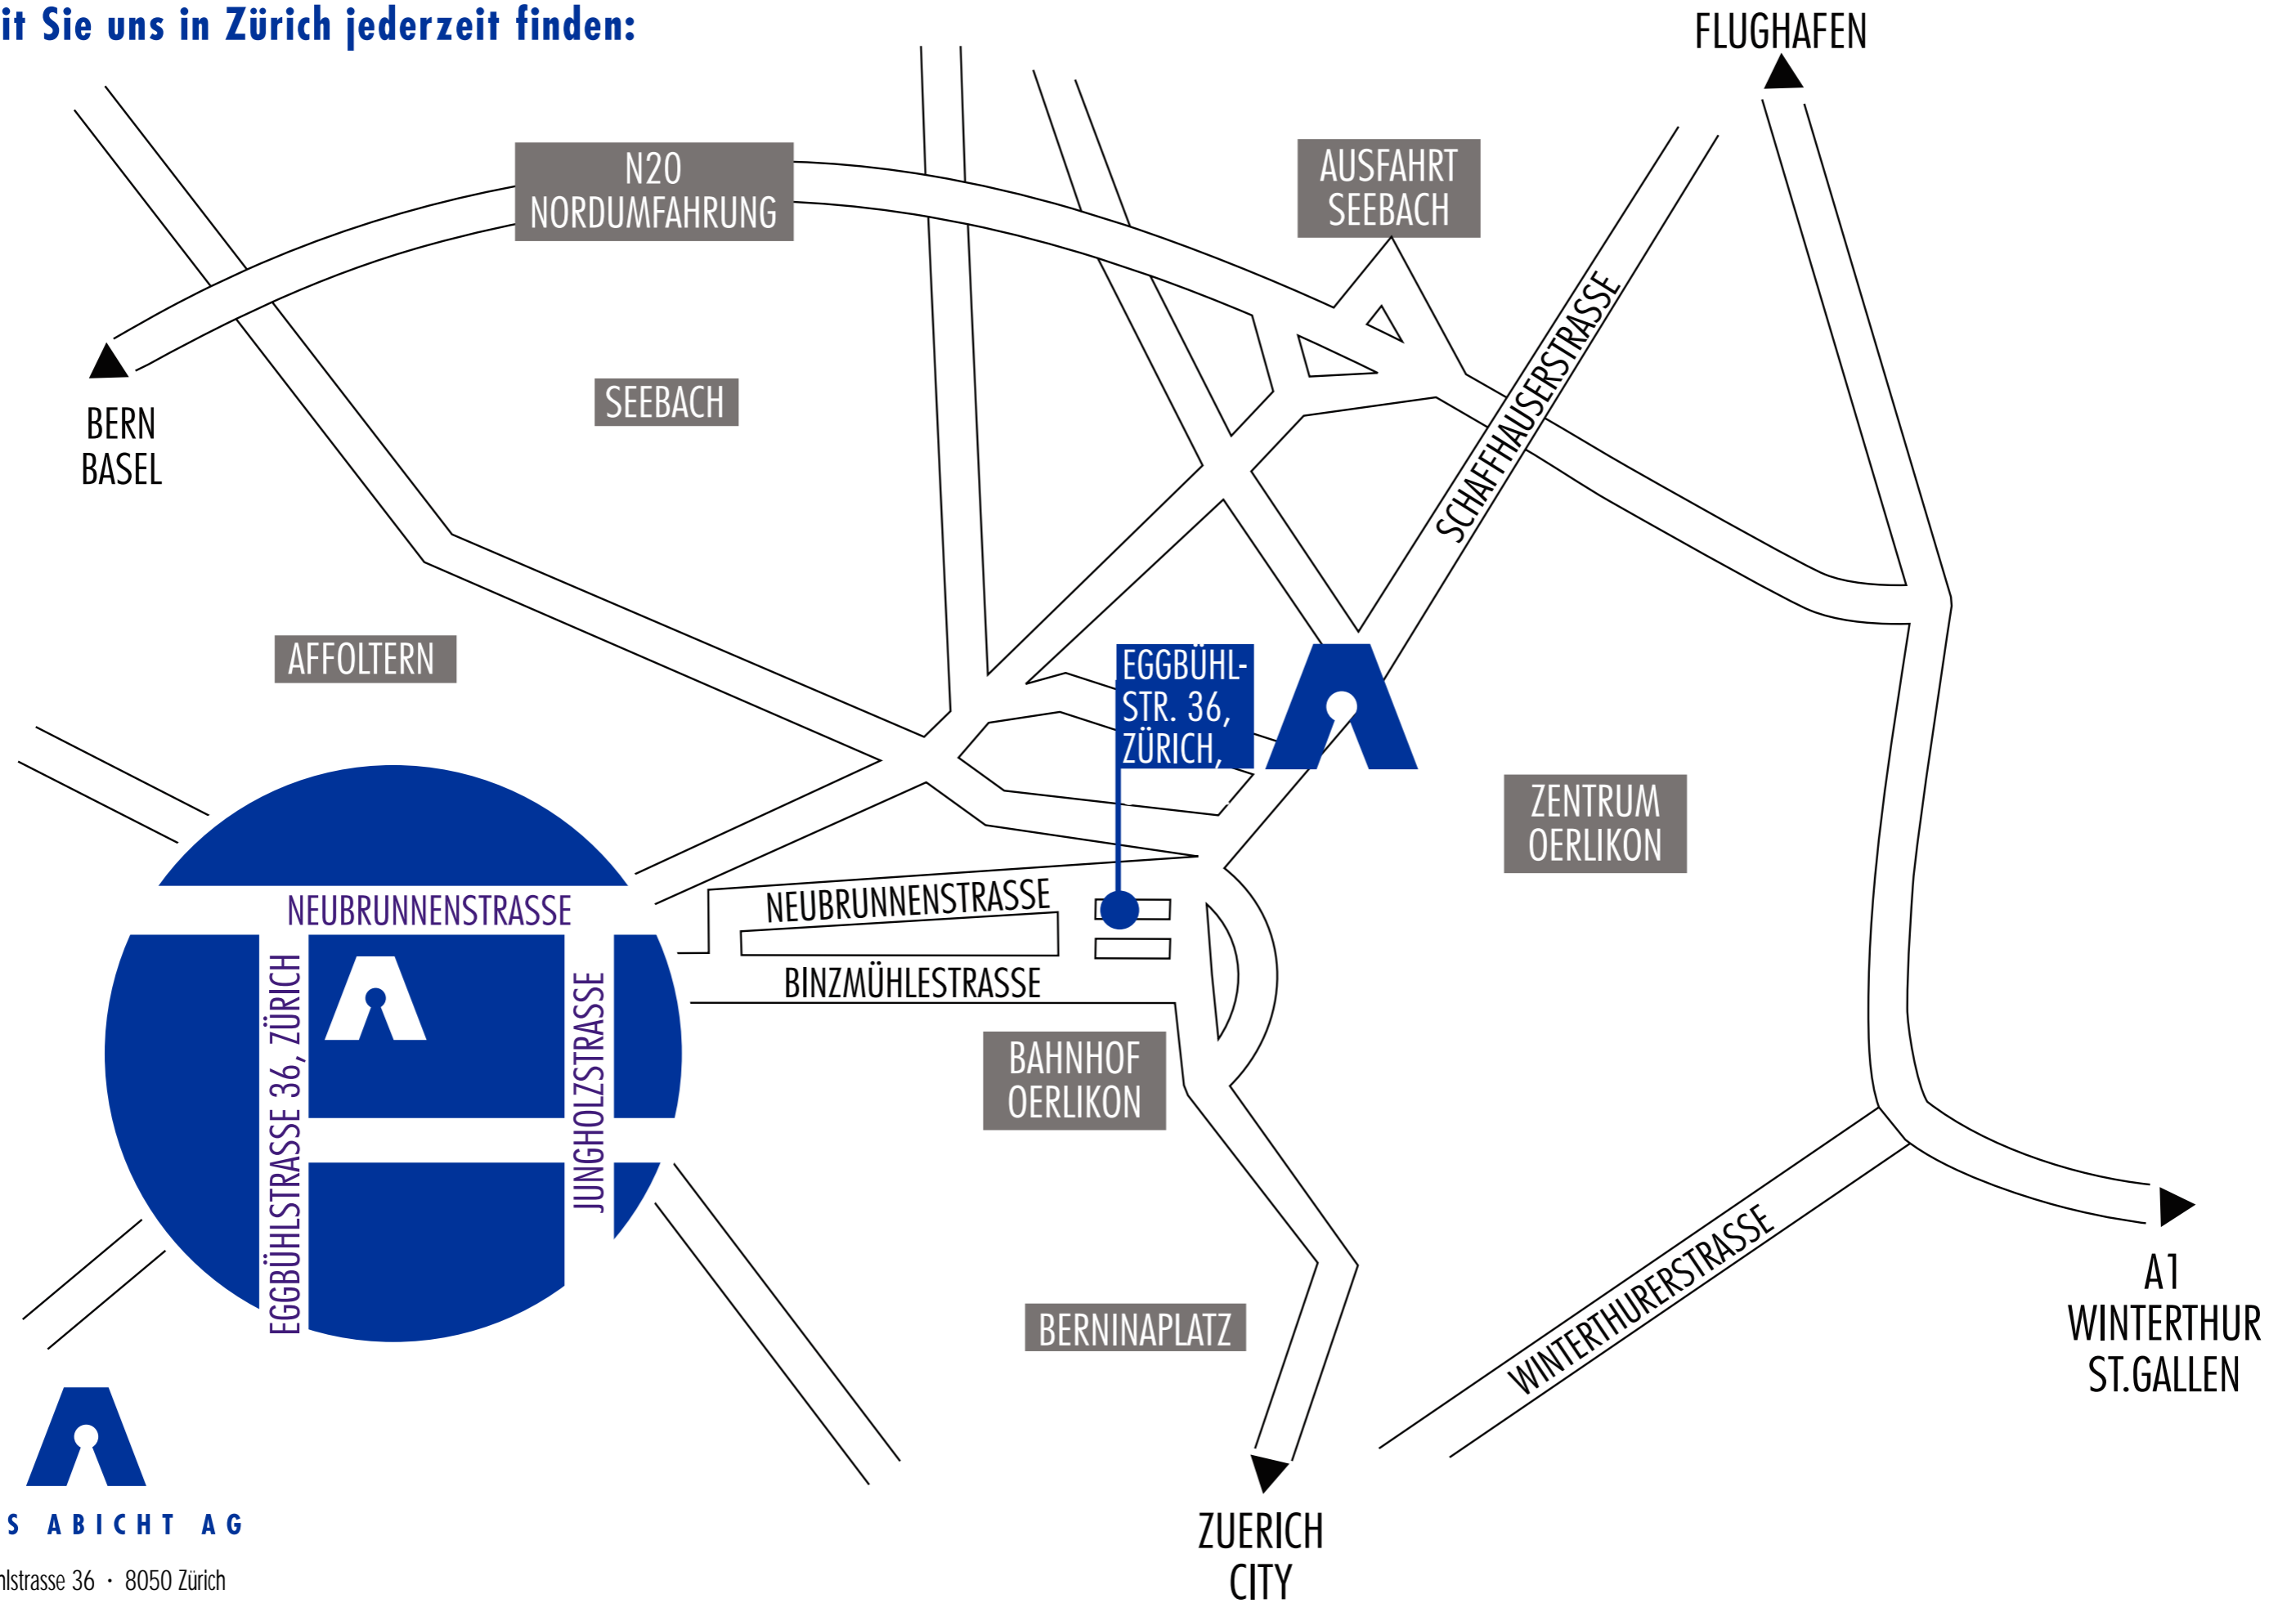 it Sie uns in Zürich jederzeit finden:
FLUGHAFEN
N20
NORDUMFAHRUNG
AUSFAHRT
SEEBACH
SCHAFFHAUSERSTRASSE
SEEBACH
BERN
BASEL
AFFOLTERN
EGGBÜHL-
STR. 36,
ZÜRICH,
ZENTRUM
OERLIKON
NEUBRUNNENSTRASSE
NEUBRUNNENSTRASSE
BINZMÜHLESTRASSE
EGGBÜHLSTRASSE 36, ZÜRICH
JUNGHOLZSTRASSE
BAHNHOF
OERLIKON
BERNINAPLATZ
WINTERTHURERSTRASSE
A1
WINTERTHUR
ST.GALLEN
ZUERICH
CITY
S ABICHT AG
hlstrasse 36 · 8050 Zürich